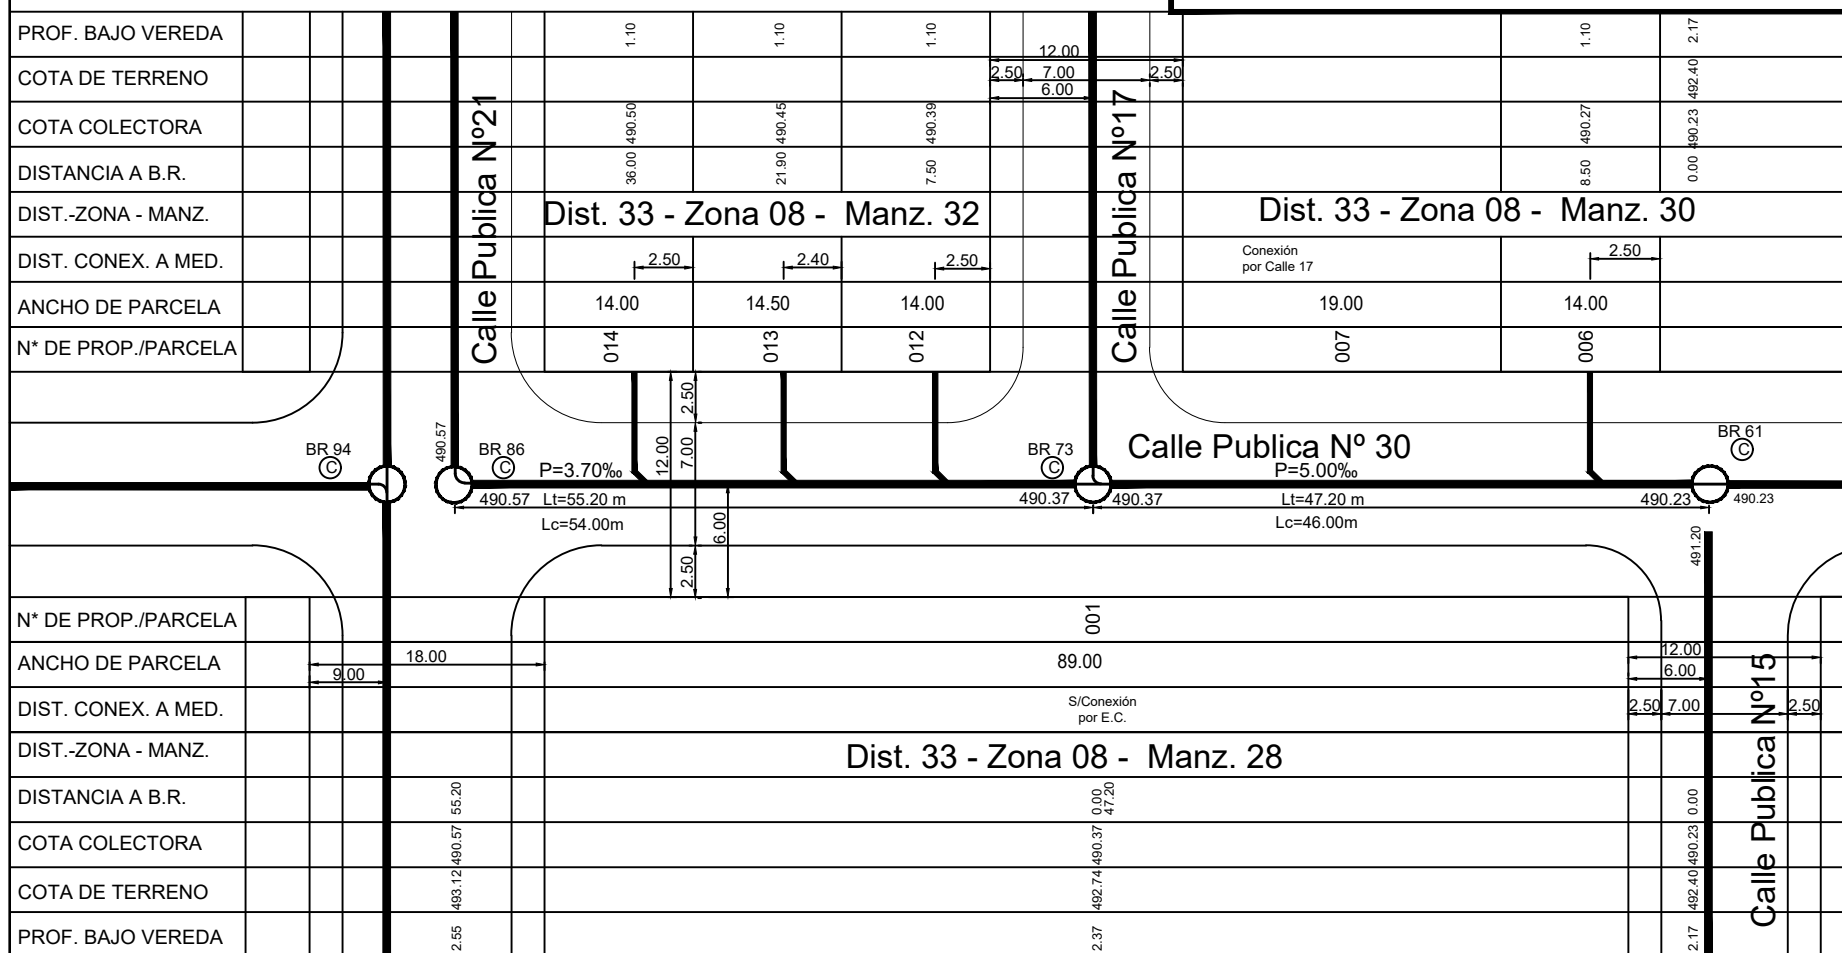 PROF. BAJO VEREDA 1.10 1.10 1.10 1.10 2.17
12.00
COTA DE TERRENO 2.50 7.00 2.50 492.40
6.00
COTA COLECTORA 490.50 490.45 490.39 490.27 490.23
DISTANCIA A B.R. 36.00 21.90 7.50 8.50 0.00
Calle Publica Nº21
Calle Publica Nº17
DIST.-ZONA - MANZ. Dist. 33 - Zona 08 - Manz. 32 Dist. 33 - Zona 08 - Manz. 30
DIST. CONEX. A MED. 2.50 2.40 2.50 Conexión 2.50
por Calle 17
ANCHO DE PARCELA 14.00 14.50 14.00 19.00 14.00
N* DE PROP./PARCELA 014 013 012 007 006
2.50
12.00 7.00
490.57
BR 94 BR 86 BR 73 Calle Publica Nº 30 BR 61
C C C C
P=3.70‰ P=5.00‰
490.57 Lt=55.20 m 490.37 490.37 Lt=47.20 m 490.23 490.23
Lc=54.00m Lc=46.00m
6.00
491.20
2.50
N* DE PROP./PARCELA 001
ANCHO DE PARCELA 18.00 89.00 12.00
9.00 6.00
DIST. CONEX. A MED. S/Conexión 2.50 7.00 2.50
por E.C.
Calle Publica Nº15
DIST.-ZONA - MANZ. Dist. 33 - Zona 08 - Manz. 28
DISTANCIA A B.R. 55.20 0.00 47.20 0.00
COTA COLECTORA 490.57 490.37 490.23
COTA DE TERRENO 493.12 492.74 492.40
PROF. BAJO VEREDA 2.55 2.37 2.17